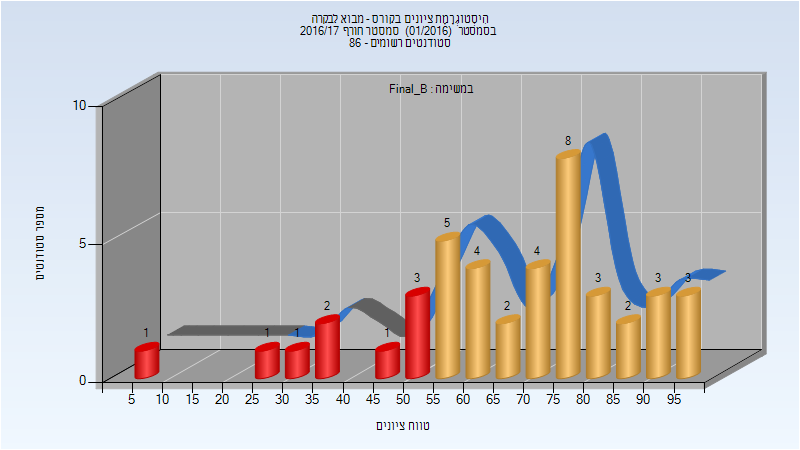 היסטוגרמת ציונים בקורס - מבוא לבקרה
בסמסטר (01/2016) סמסטר חורף 2016/17
סטודנטים רשומים - 86
במשימה : Final_B
מספר סטודנטים
10
5
0
1 1 1 2 1 3 5 4 2 4 8 3 2 3 3
5 10 15 20 25 30 35 40 45 50 55 60 65 70 75 80 85 90 95
טווח ציונים